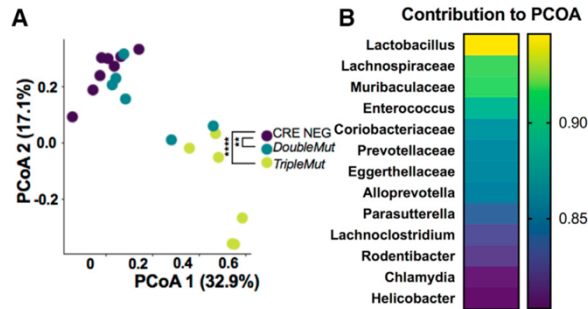 A
PCoA 2 (17.1%)
0.2
0.0
-0.2
0 0.2 0.4 0.6
PCoA 1 (32.9%)
CRE NEG
DoubleMut
TripleMut
****
**
B
Contribution to PCOA
Lactobacillus
Lachnospiraceae
Muribaculaceae
Enterococcus
Coriobacteriaceae
Prevotellaceae
Eggerthellaceae
Alloprevotella
Parasutterella
Lachnoclostridium
Rodentibacter
Chlamydia
Helicobacter
0.90
0.85